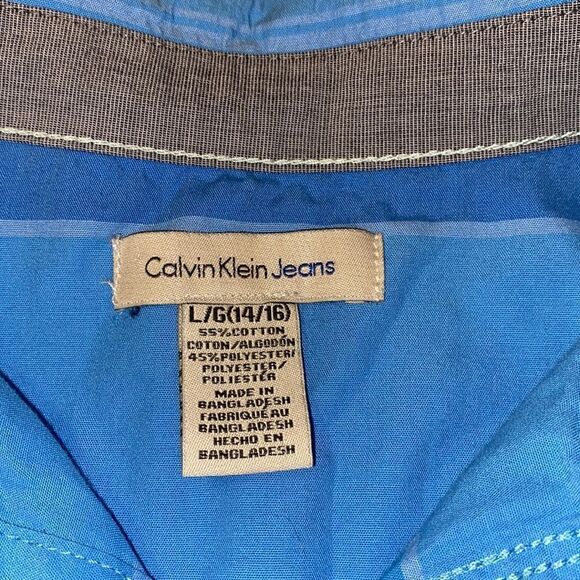 Calvin Klein Jeans
L/G(14/16)
55%COTTON
COTON/ALGODÓN
45%POLYESTER/
POLYESTER/
POLIESTER
MADE IN
BANGLADESH
FABRIQUÉ AU
BANGLADESH
HECHO EN
BANGLADESH